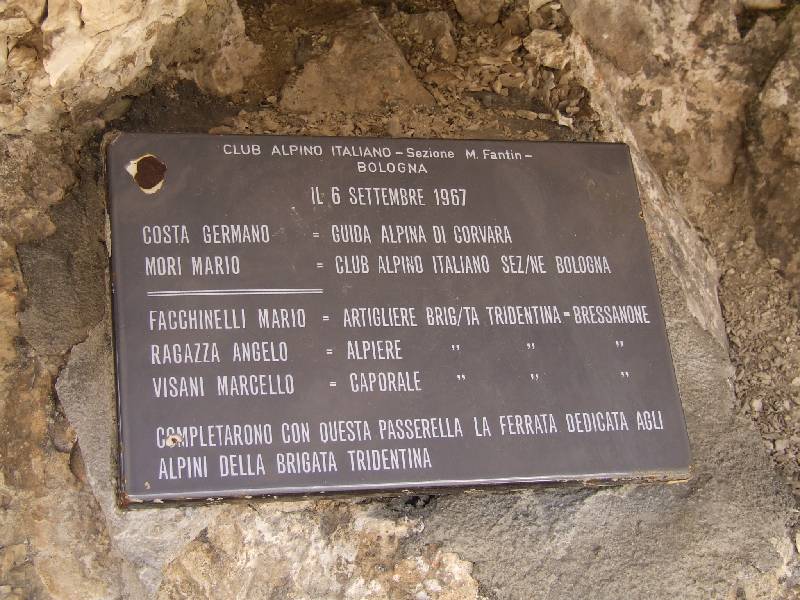 CLUB ALPINO ITALIANO - Sezione M. Fantin -
BOLOGNA
IL 6 SETTEMBRE 1967
COSTA GERMANO = GUIDA ALPINA DI CORVARA
MORI MARIO = CLUB ALPINO ITALIANO SEZ/NE BOLOGNA
FACCHINELLI MARIO = ARTIGLIERE BRIG/TA TRIDENTINA = BRESSANONE
RAGAZZA ANGELO = ALPIERE " " "
VISANI MARCELLO = CAPORALE " " "
COMPLETARONO CON QUESTA PASSERELLA LA FERRATA DEDICATA AGLI
ALPINI DELLA BRIGATA TRIDENTINA